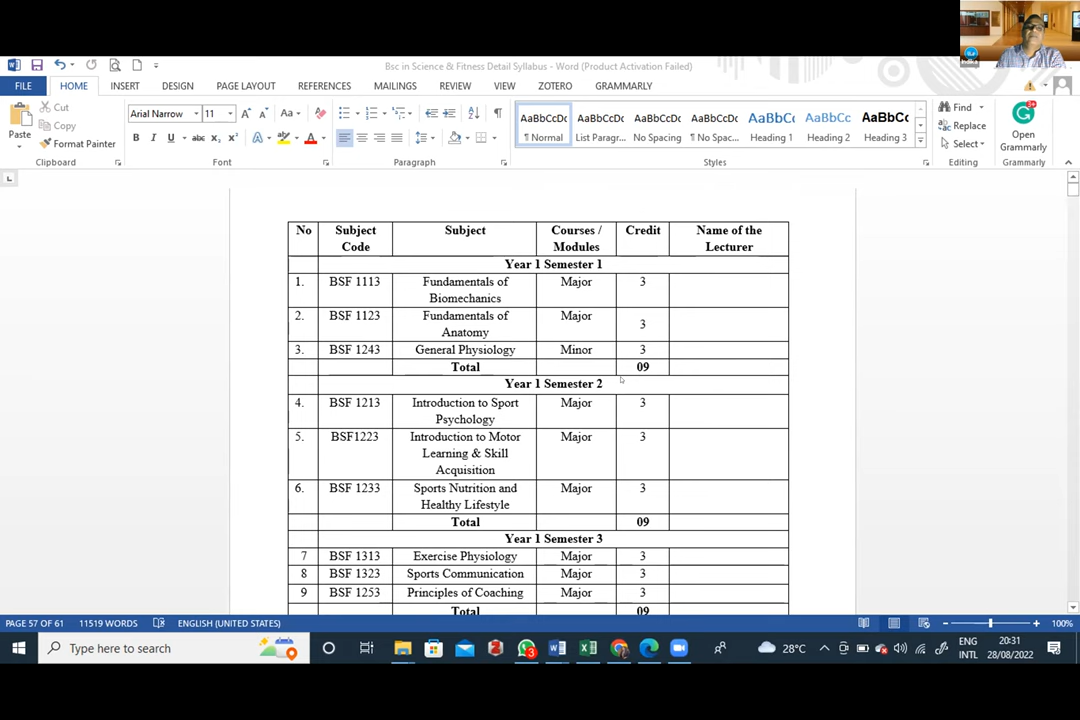 Bsc in Science & Fitness Detail Syllabus - Word (Product Activation Failed)
FILE HOME INSERT DESIGN PAGE LAYOUT REFERENCES MAILINGS REVIEW VIEW ZOTERO GRAMMARLY
Paste
Cut
Copy
Format Painter
Clipboard
Arial Narrow 11
Font
Paragraph
AaBbCcDc AaBbCcDc AaBbCcDc AaBbCcDc AaBbCc AaBbCc AaBbCc
¶ Normal List Paragr... No Spacing ¶ No Spac... Heading 1 Heading 2 Heading 3
Styles
Find
Replace
Select
Editing
Open
Grammarly
Grammarly
No Subject Code Subject Courses / Modules Credit Name of the Lecturer
Year 1 Semester 1
1. BSF 1113 Fundamentals of Biomechanics Major 3
2. BSF 1123 Fundamentals of Anatomy Major 3
3. BSF 1243 General Physiology Minor 3
Total 09
Year 1 Semester 2
4. BSF 1213 Introduction to Sport Psychology Major 3
5. BSF1223 Introduction to Motor Learning & Skill Acquisition Major 3
6. BSF 1233 Sports Nutrition and Healthy Lifestyle Major 3
Total 09
Year 1 Semester 3
7 BSF 1313 Exercise Physiology Major 3
8 BSF 1323 Sports Communication Major 3
9 BSF 1253 Principles of Coaching Major 3
Total 09
PAGE 57 OF 61 11519 WORDS ENGLISH (UNITED STATES) 100%
Type here to search
28°C
ENG
INTL
20:31
28/08/2022